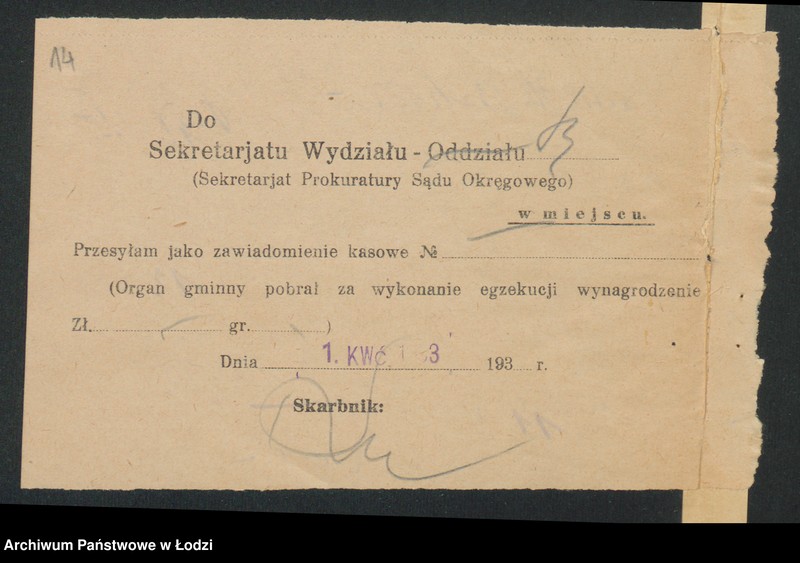 14
Do
Sekretarjatu Wydziału - Oddziału
(Sekretarjat Prokuratury Sądu Okręgowego)
w miejscu.
Przesyłam jako zawiadomienie kasowe №
(Organ gminny pobrał za wykonanie egzekucji wynagrodzenie
Zł. gr. )
Dnia 1. KW 193 r.
Skarbnik:
Archiwum Państwowe w Łodzi